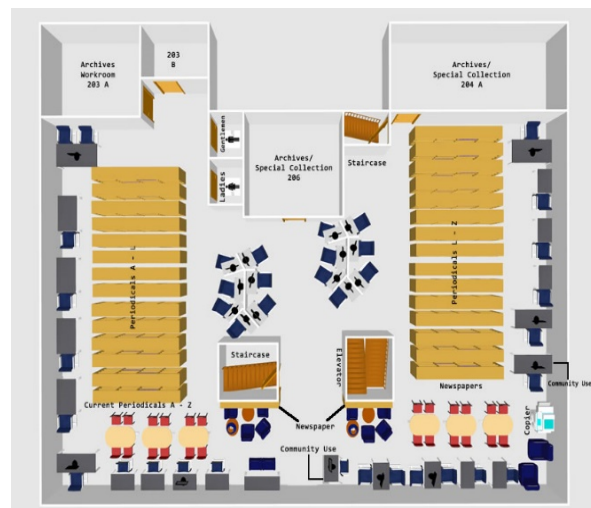 Archives
Workroom
203 A
203
B
Archives/
Special Collection
204 A
Gentlemen
Ladies
Archives/
Special Collection
206
Staircase
Periodicals A - L
Periodicals L - Z
Staircase
Elevator
Newspapers
Community Use
Current Periodicals A - Z
Newspaper
Copier
Community Use